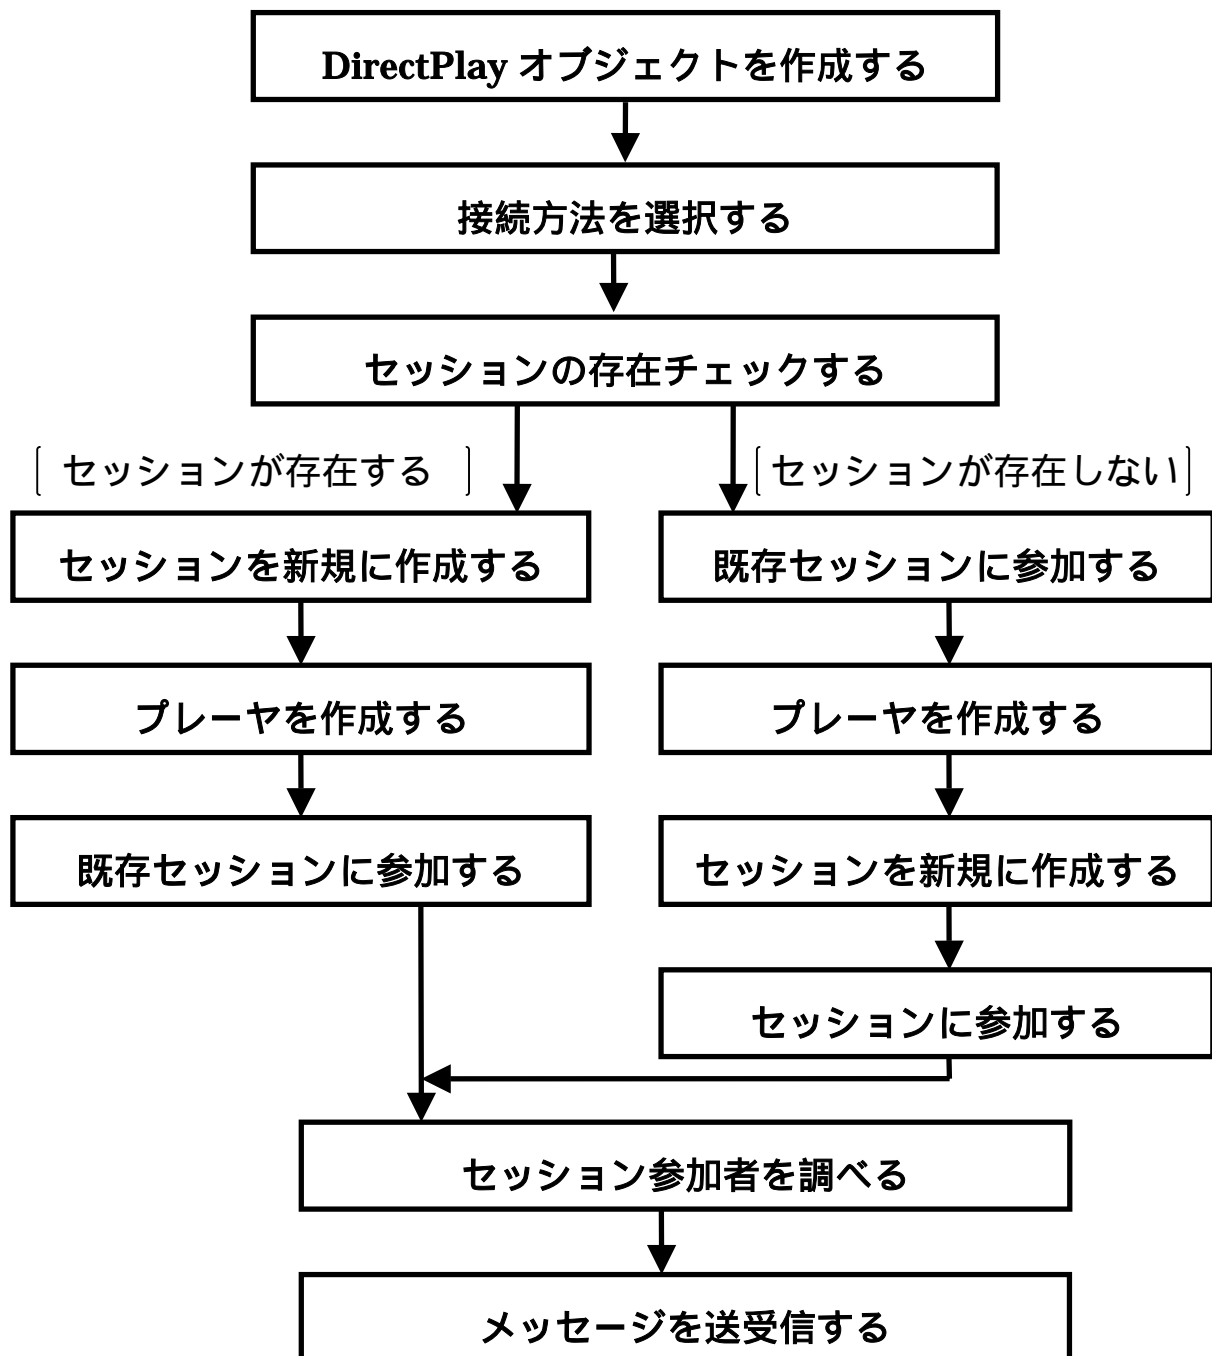 DirectPlay オブジェクトを作成する
接続方法を選択する
セッションの存在チェックする
[ セッションが存在する ]
[セッションが存在しない]
セッションを新規に作成する
既存セッションに参加する
プレーヤを作成する
プレーヤを作成する
既存セッションに参加する
セッションを新規に作成する
セッションに参加する
セッション参加者を調べる
メッセージを送受信する